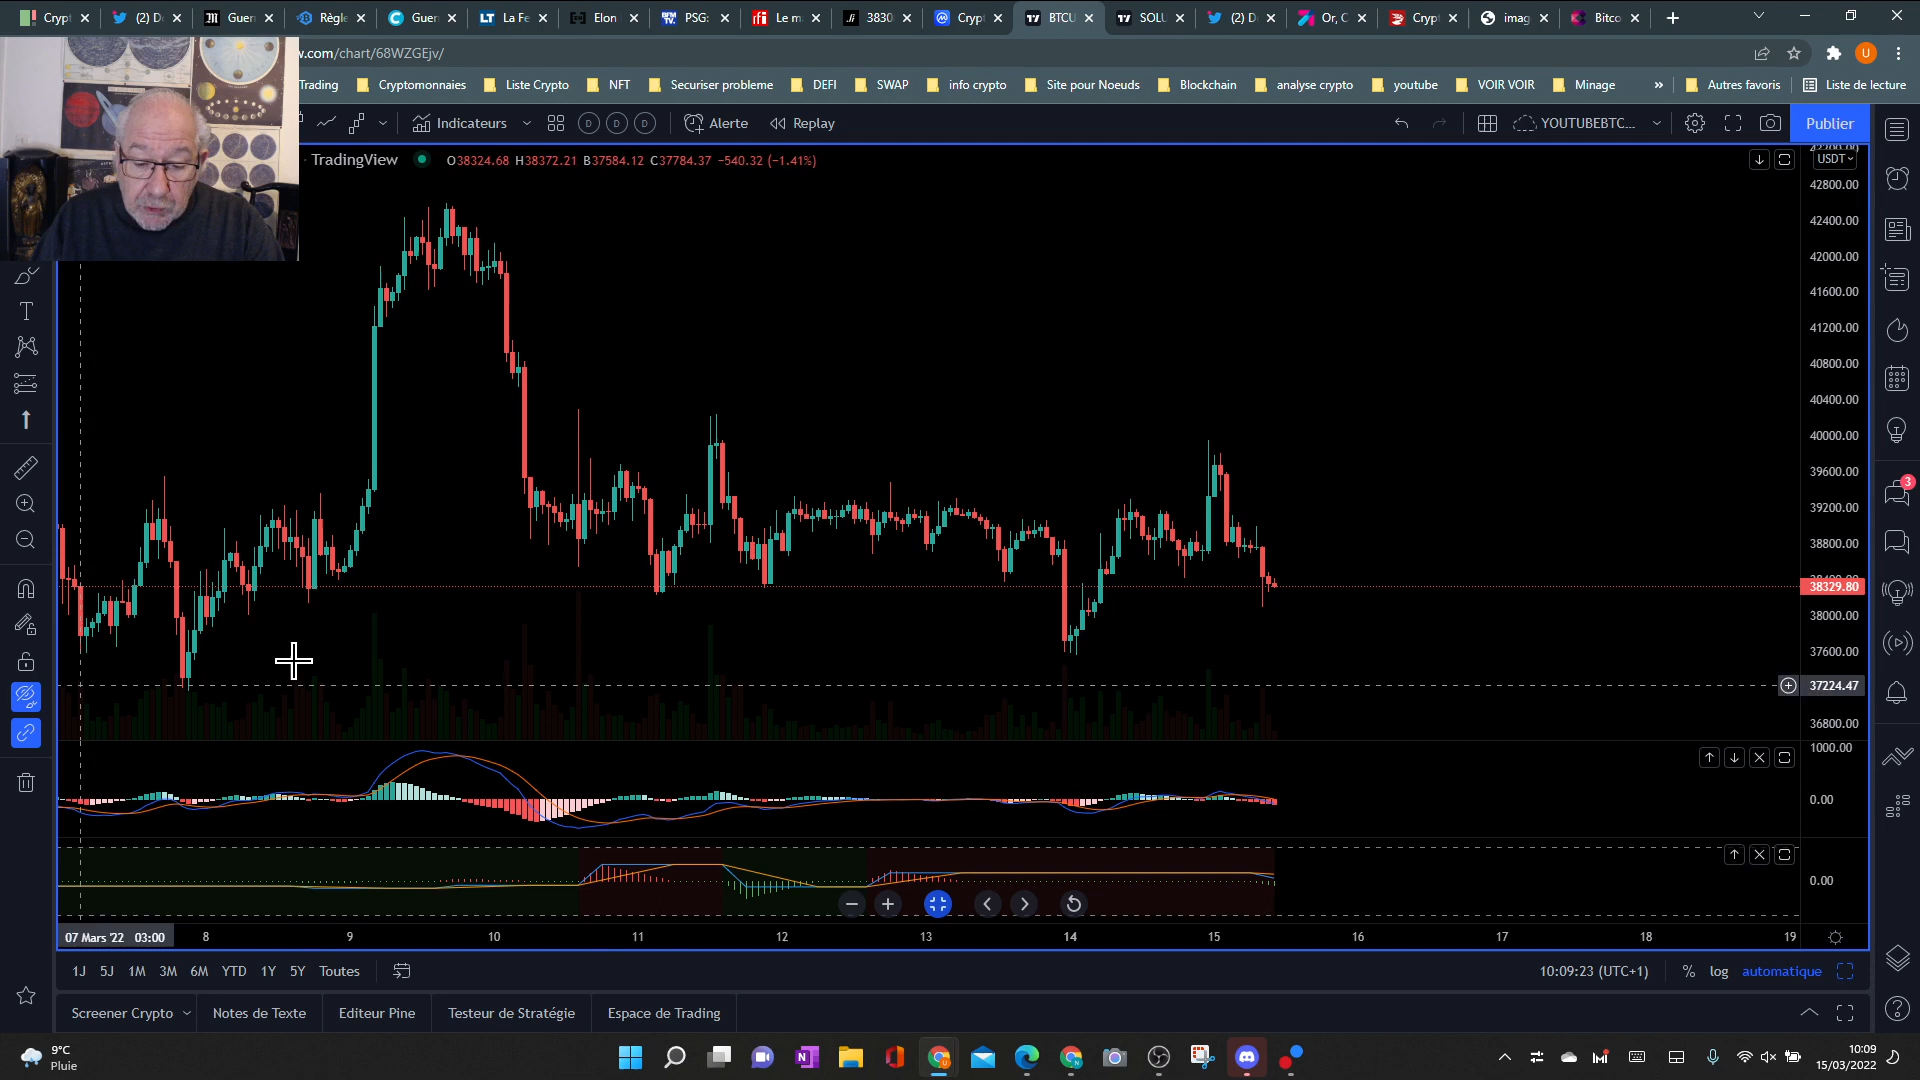 Crypt
(2) D
Guerr
Règle
Guer
La Fe
Elon
PSG:
Le m
3830
Crypt
BTCU
SOLU
(2) D
Or, C
Crypt
imag
Bitco
w.com/chart/68WZGEjv/
U
Trading
Cryptomonnaies
Liste Crypto
NFT
Securiser probleme
DEFI
SWAP
info crypto
Site pour Noeuds
Blockchain
analyse crypto
youtube
VOIR VOIR
Minage
»
Autres favoris
Liste de lecture
Indicateurs
D
D
D
Alerte
Replay
YOUTUBEBTC...
Publier
TradingView
O38324.68 H38372.21 B37584.12 C37784.37 −540.32 (−1.41%)
USDT
42800.00
42400.00
42000.00
41600.00
41200.00
40800.00
40400.00
40000.00
39600.00
39200.00
38800.00
38329.80
38000.00
37600.00
37224.47
36800.00
1000.00
0.00
0.00
3
07 Mars '22 03:00
8
9
10
11
12
13
14
15
16
17
18
19
1J
5J
1M
3M
6M
YTD
1Y
5Y
Toutes
10:09:23 (UTC+1)
%
log
automatique
Screener Crypto
Notes de Texte
Editeur Pine
Testeur de Stratégie
Espace de Trading
9°C
Pluie
10:09
15/03/2022